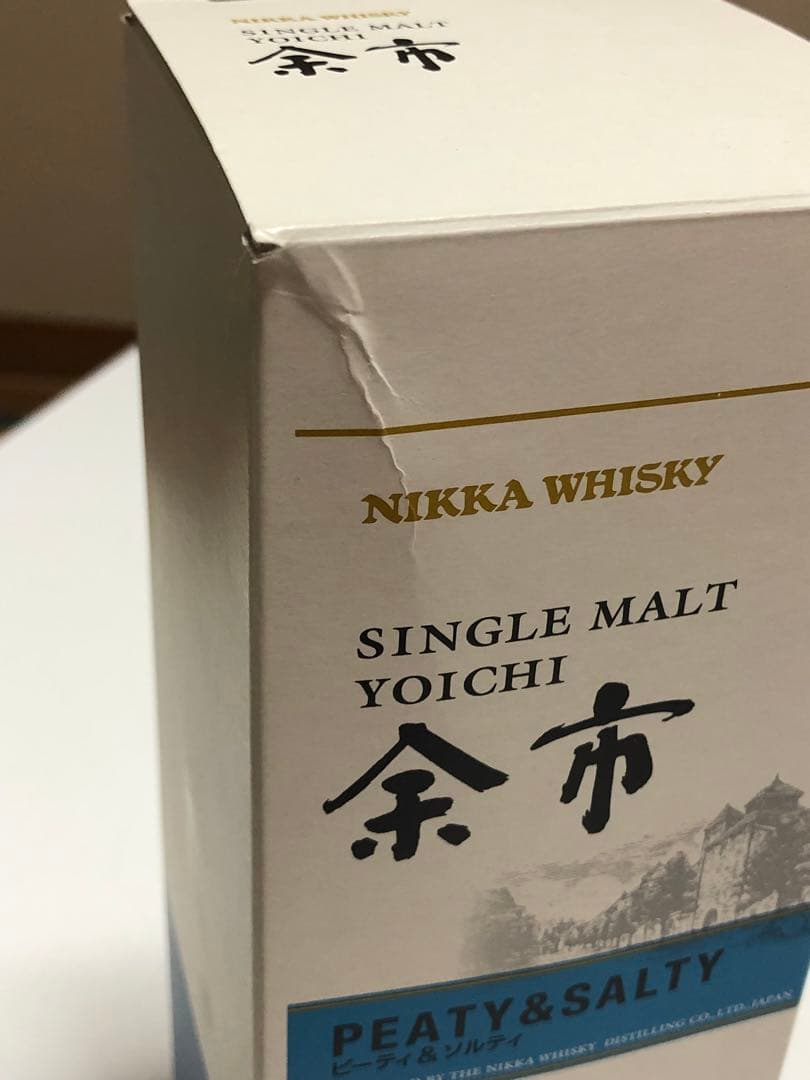 NIKKA WHISKY
SINGLE MALT
YOICHI
余市
NIKKA WHISKY
SINGLE MALT
YOICHI
余市
PEATY&SALTY
ピーティ&ソルティ
BY THE NIKKA WHISKY DISTILLING CO., LTD. JAPAN